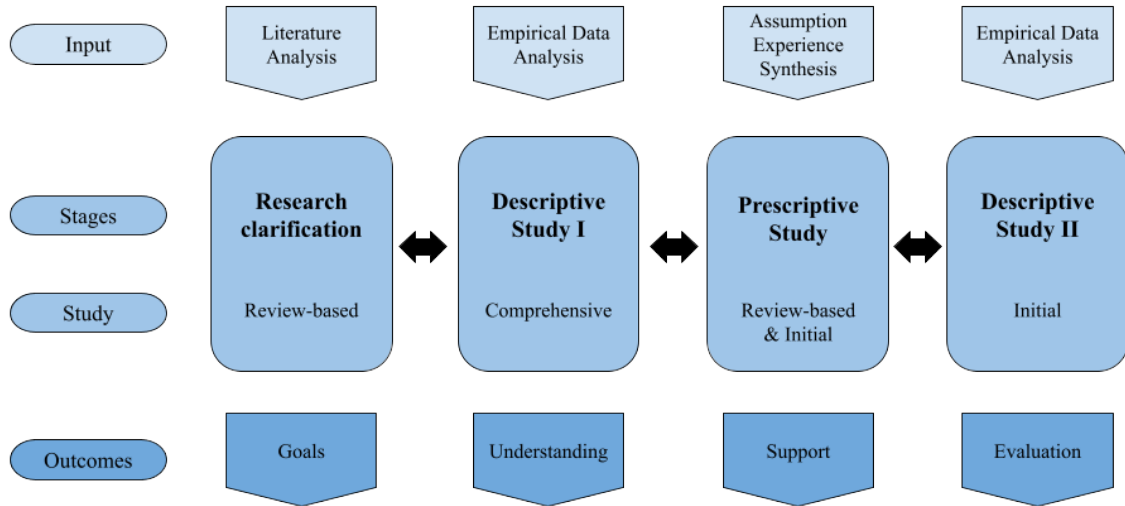 Input
Literature
Analysis
Empirical Data
Analysis
Assumption
Experience
Synthesis
Empirical Data
Analysis
Stages
Research
clarification
Descriptive
Study I
Prescriptive
Study
Descriptive
Study II
Study
Review-based
Comprehensive
Review-based
& Initial
Initial
Outcomes
Goals
Understanding
Support
Evaluation